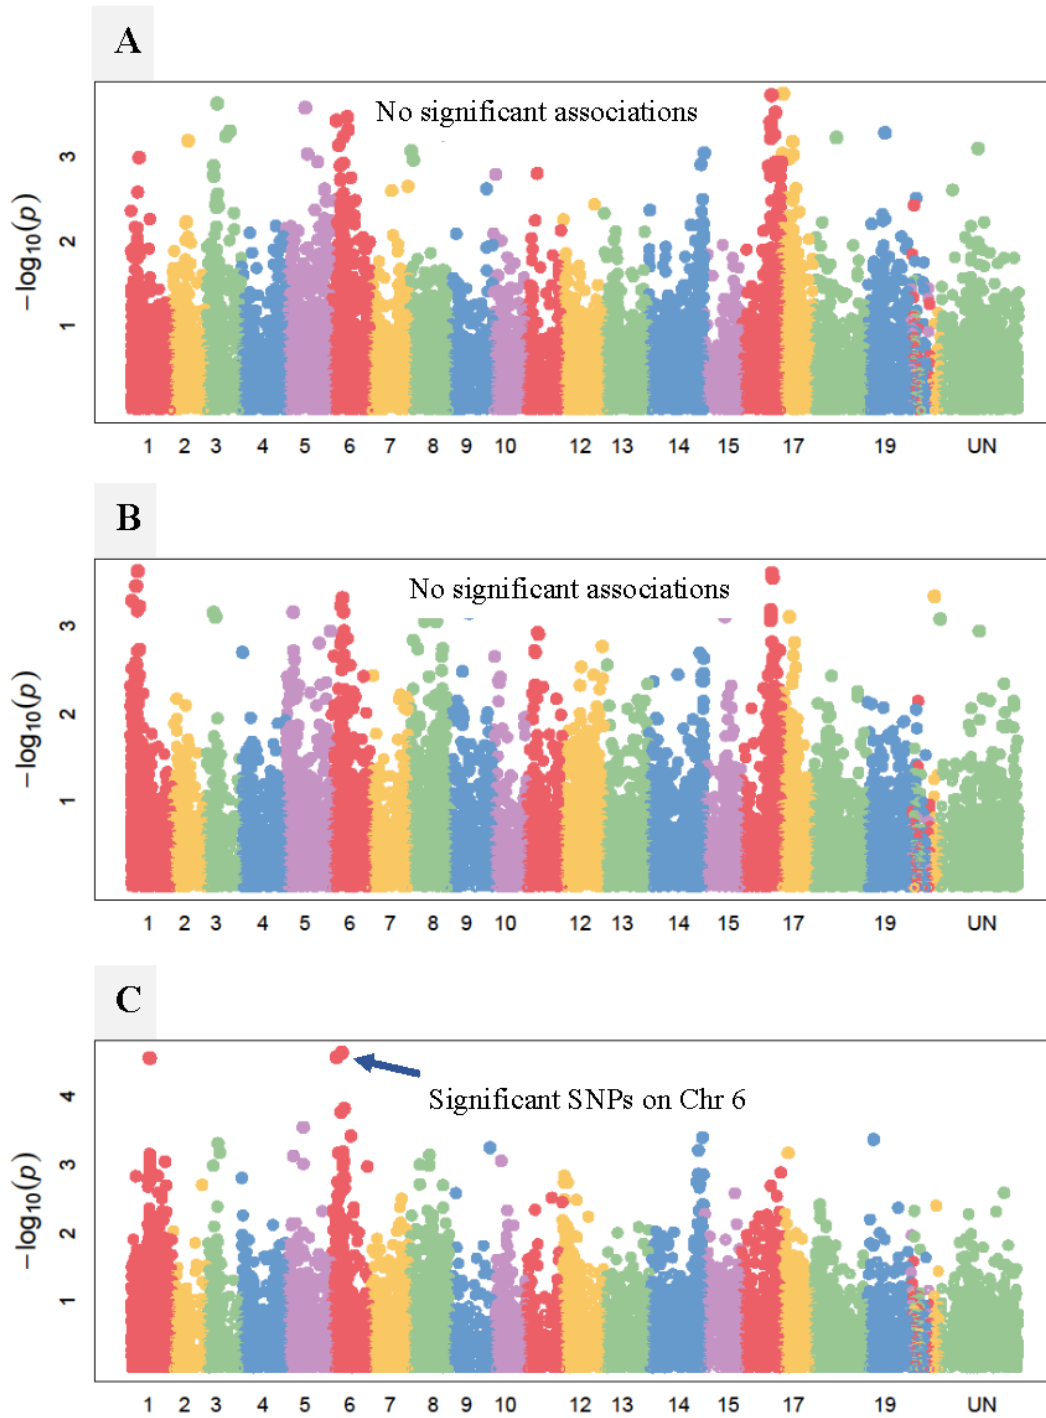 A
No significant associations
3
2
1
−log10(p)
1 2 3 4 5 6 7 8 9 10 12 13 14 15 17 19 UN
B
No significant associations
3
2
1
−log10(p)
1 2 3 4 5 6 7 8 9 10 12 13 14 15 17 19 UN
C
Significant SNPs on Chr 6
4
3
2
1
−log10(p)
1 2 3 4 5 6 7 8 9 10 12 13 14 15 17 19 UN